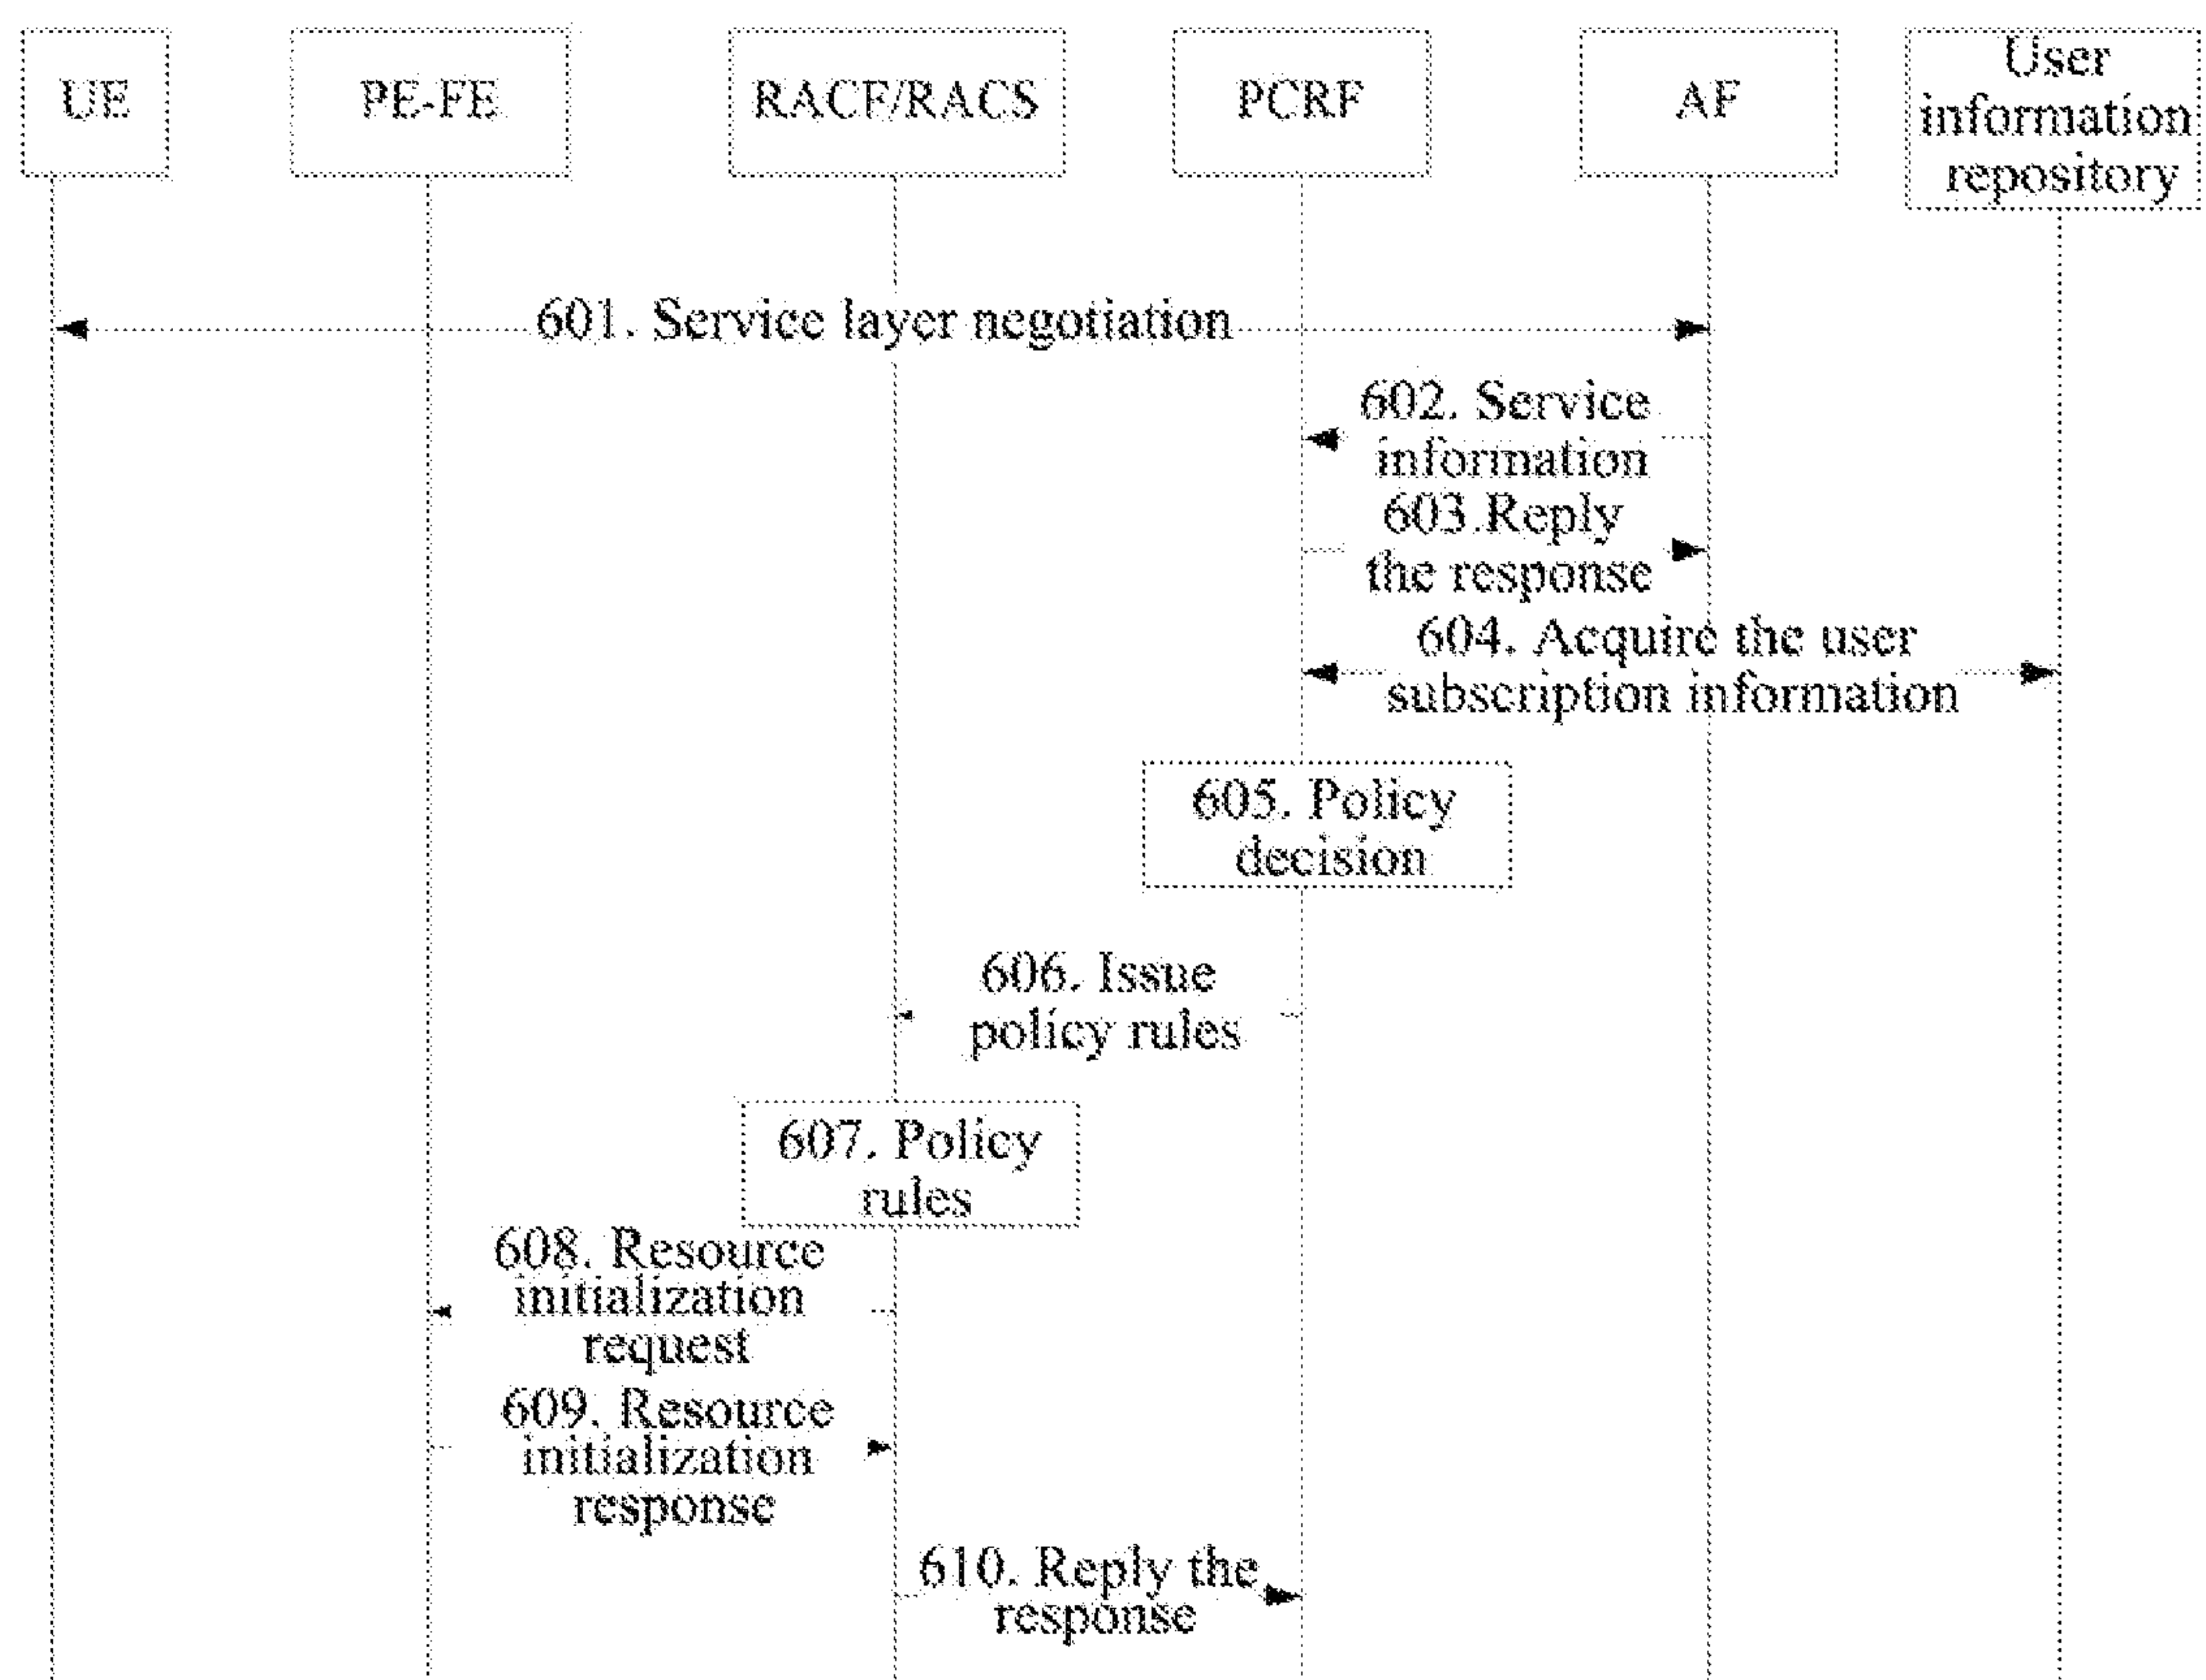 UE
PE-FE
RACF/RACS
PCRF
AF
User
information
repository
601. Service layer negotiation
602. Service
information
603.Reply
the response
604. Acquire the user
subscription information
605. Policy
decision
606. Issue
policy rules
607. Policy
rules
608. Resource
initialization
request
609. Resource
initialization
response
610. Reply the
response